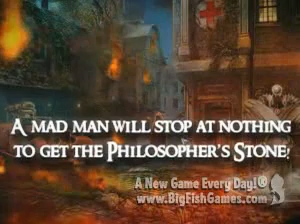 A MAD MAN WILL STOP AT NOTHING
TO GET THE PHILOSOPHER'S STONE!
A New Game Every Day!®
www.BigFishGames.com